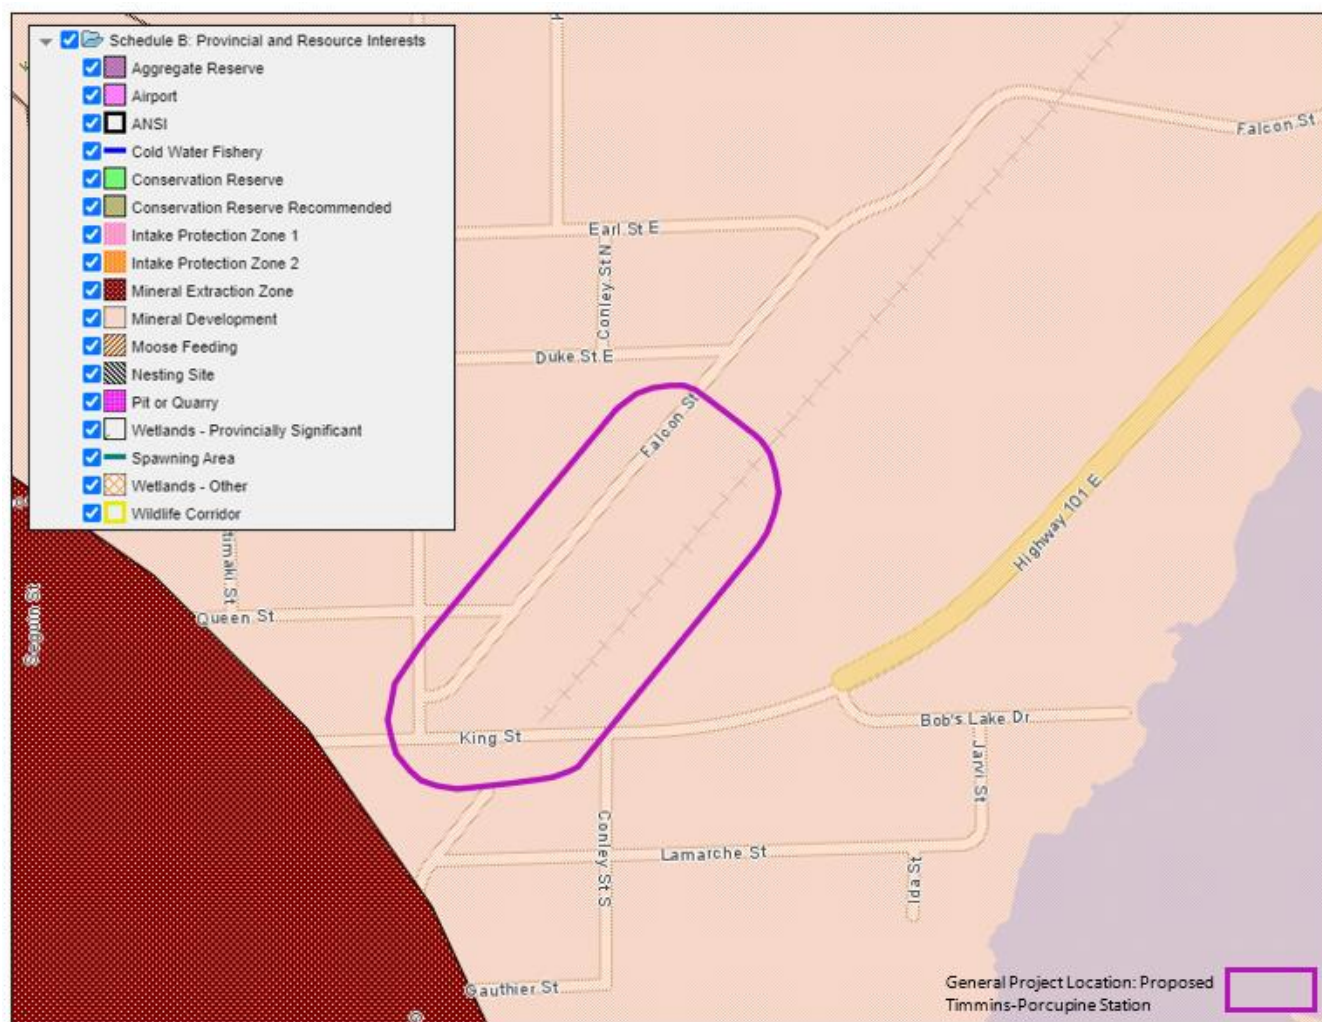 Schedule B: Provincial and Resource Interests
Aggregate Reserve
Airport
ANSI
Cold Water Fishery
Conservation Reserve
Conservation Reserve Recommended
Intake Protection Zone 1
Intake Protection Zone 2
Mineral Extraction Zone
Mineral Development
Moose Feeding
Nesting Site
Pit or Quarry
Wetlands - Provincially Significant
Spawning Area
Wetlands - Other
Wildlife Corridor
Falcon St
Earl St E
Conley St N
Duke St E
Falcon St
Highway 101 E
timaki St
Queen St
Seguin St
King St
Bob's Lake Dr
Jarvi St
Lamarche St
Conley St S
Ida St
Gauthier St
General Project Location: Proposed
Timmins-Porcupine Station